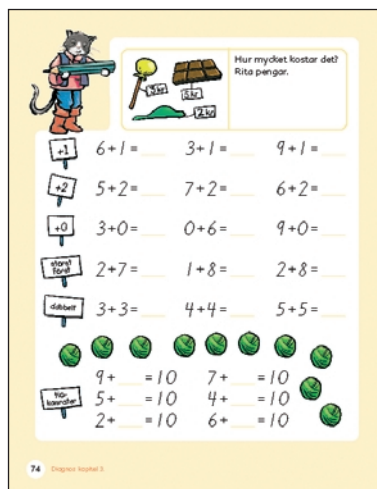 Hur mycket kostar det?
Rita pengar.
3 kr
5 kr
2 kr
+1 6+1= 3+1= 9+1=
+2 5+2= 7+2= 6+2=
+0 3+0= 0+6= 9+0=
störst först 2+7= 1+8= 2+8=
dubbelt 3+3= 4+4= 5+5=
9+ =10 7+ =10
tio-kamrater 5+ =10 4+ =10
2+ =10 6+ =10
74 Diagnos kapitel 3